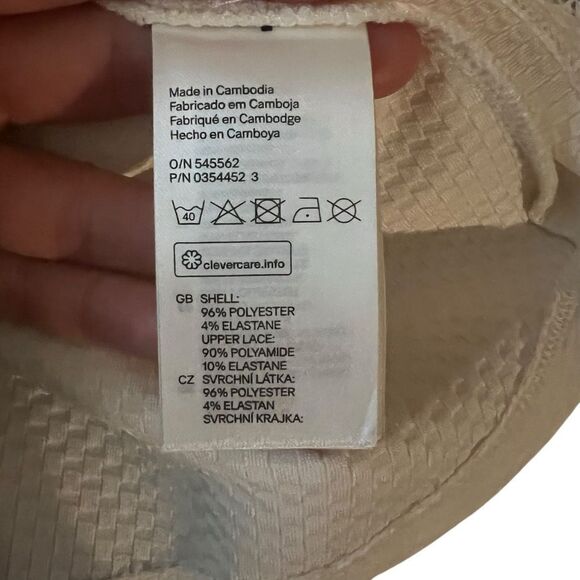 Made in Cambodia
Fabricado em Camboja
Fabriqué en Cambodge
Hecho en Camboya
O/N 545562
P/N 0354452 3
40
clevercare.info
GB SHELL:
96% POLYESTER
4% ELASTANE
UPPER LACE:
90% POLYAMIDE
10% ELASTANE
CZ SVRCHNÍ LÁTKA:
96% POLYESTER
4% ELASTAN
SVRCHNÍ KRAJKA: